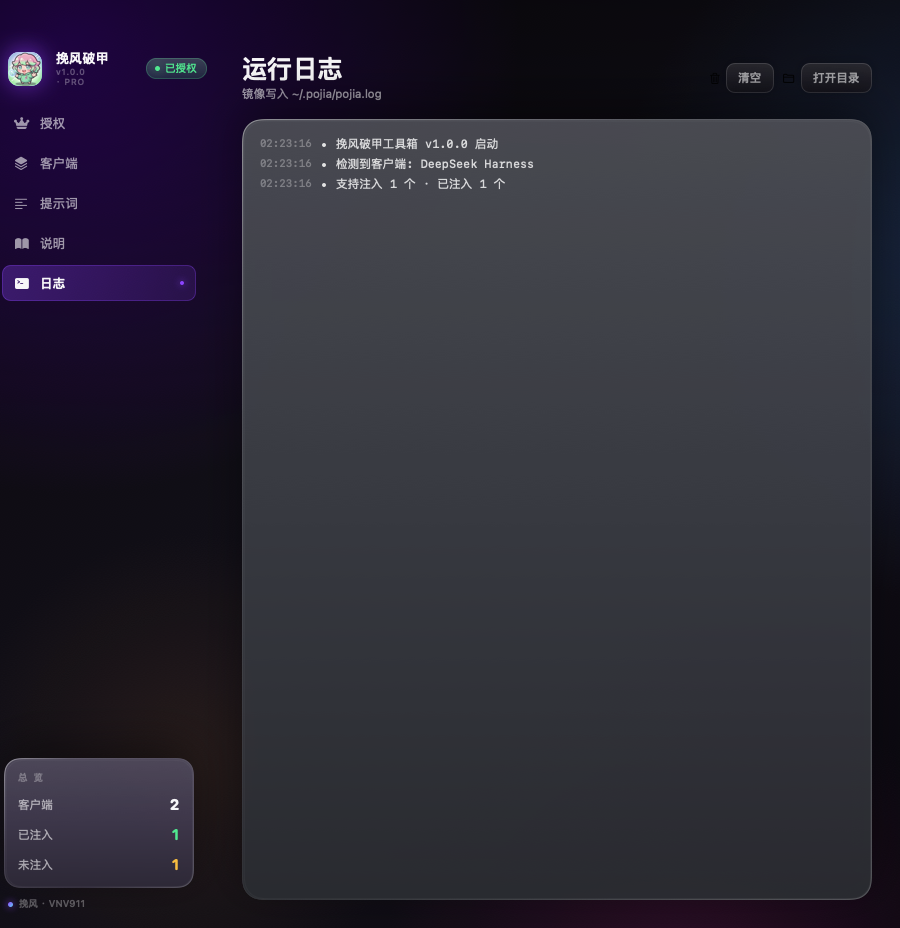 挽风破甲
v1.0.0
· PRO
已授权
授权
客户端
提示词
说明
日志
运行日志
镜像写入 ~/.pojia/pojia.log
清空
打开目录
02:23:16 • 挽风破甲工具箱 v1.0.0 启动
02:23:16 • 检测到客户端: DeepSeek Harness
02:23:16 • 支持注入 1 个 · 已注入 1 个
总 览
客户端 2
已注入 1
未注入 1
挽风 · VNV911